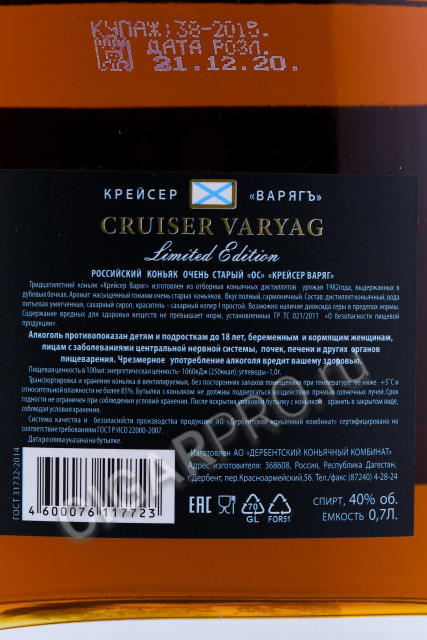 КУПАЖ:38-2019.
ДАТА РОЗЛ.
21.12.20.
КРЕЙСЕР «ВАРЯГЪ»
CRUISER VARYAG
Limited Edition
РОССИЙСКИЙ КОНЬЯК ОЧЕНЬ СТАРЫЙ «ОС» «КРЕЙСЕР ВАРЯГ»
Тридцатилетний коньяк «Крейсер Варяг» изготовлен из отборных коньячных дистиллятов урожая 1982года, выдержанных в
дубовых бочках. Аромат насыщенный тонами очень старых коньяков. Вкус полный, гармоничный. Состав: дистиллят коньячный, вода
питьевая умягченная, сахарный сироп, краситель - сахарный колер I простой. Возможно наличие диоксида серы в пределах нормы.
Содержание вредных для здоровья веществ не превышает норм, установленных ТР ТС 021/2011 «О безопасности пищевой
продукции».
Алкоголь противопоказан детям и подросткам до 18 лет, беременным и кормящим женщинам,
лицам с заболеваниями центральной нервной системы, почек, печени и других органов
пищеварения. Чрезмерное употребление алкоголя вредит вашему здоровью.
Пищевая ценность в 100,0г: энергетическая ценность- 1060кДж (250ккал), углеводы -1,0г.
Транспортировка и хранение коньяка в вентилируемых, без посторонних запахов помещениях при температуре не ниже +5˚С и
относительной влажности не более 85% Бутылки с коньяком не должны подвергаться воздействию прямых солнечных лучей. Срок
годности не ограничен при соблюдении условий хранения. После вскрытия укупорки бутылку с коньяком хранить в закрытом виде,
соблюдая условия хранения.
Система качества и безопасности производства продукции АО «Дербентский коньячный комбинат» сертифицирована на
соответствие требованиям ГОСТ Р ИСО 22000-2007.
Дата розлива указана на бутылке.
ГОСТ 31732-2014
4 600076 117723
Изготовлен АО «ДЕРБЕНТСКИЙ КОНЬЯЧНЫЙ КОМБИНАТ»
Адрес изготовителя: 368608, Россия, Республика Дагестан,
г.Дербент, пер.Красноармейский,56. Тел./факс (87240) 4-28-24
EAC
70
GL
FOR51
СПИРТ, 40% об.
ЁМКОСТЬ 0,7Л.
CIGARPRO.RU